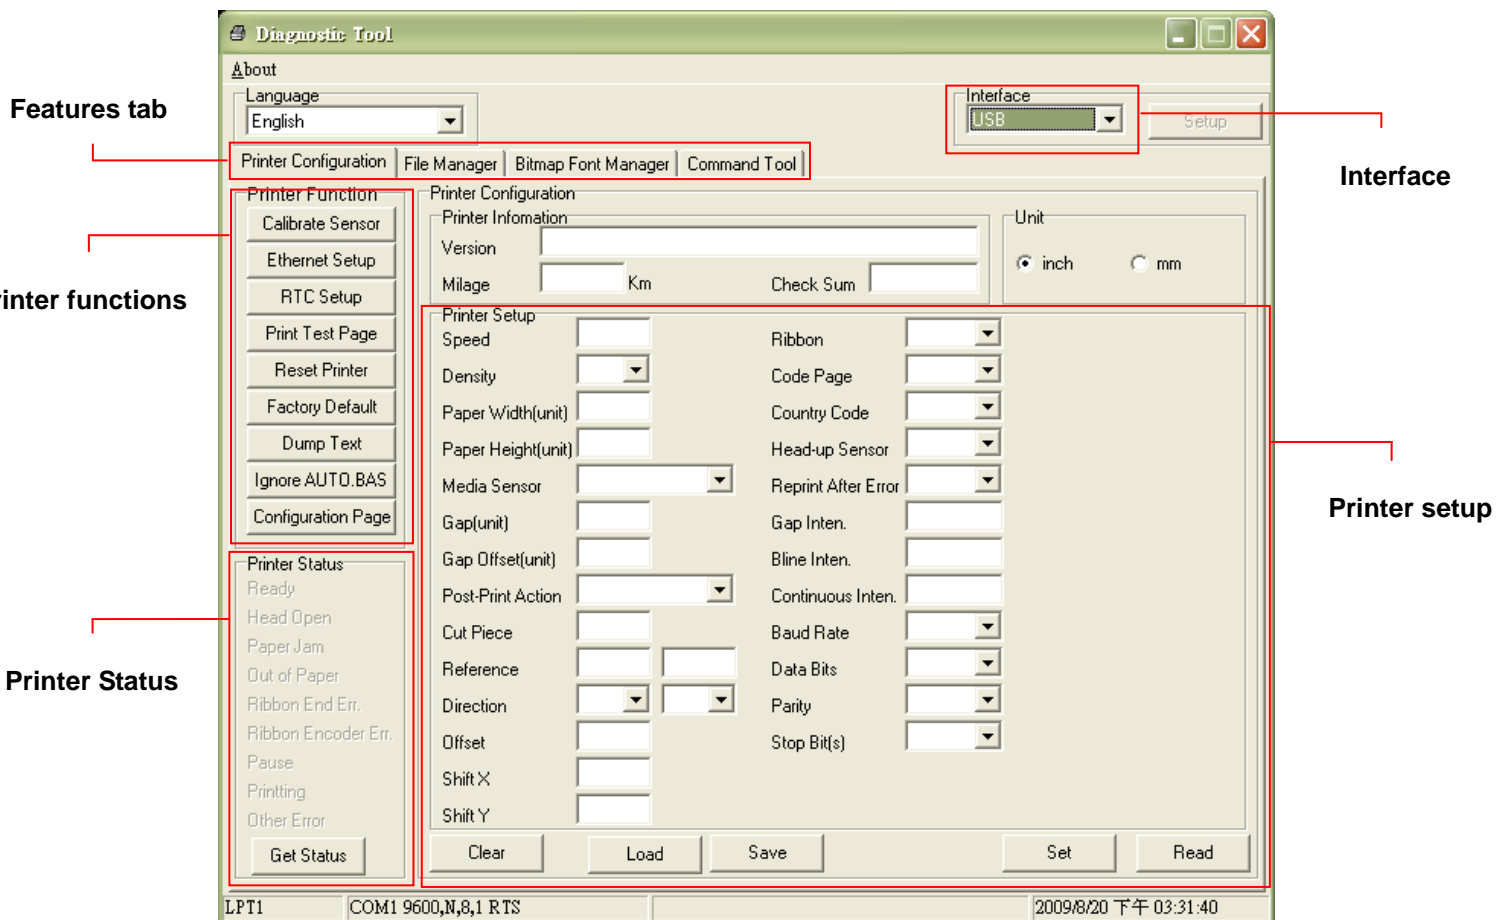 Diagnostic Tool
About
Language
English
Interface
USB
Setup
Features tab
Interface
Printer Configuration
File Manager
Bitmap Font Manager
Command Tool
Printer Function
Calibrate Sensor
Ethernet Setup
RTC Setup
Print Test Page
Reset Printer
Factory Default
Dump Text
Ignore AUTO.BAS
Configuration Page
rinter functions
Printer Status
Ready
Head Open
Paper Jam
Out of Paper
Ribbon End Err.
Ribbon Encoder Err.
Pause
Printting
Other Error
Get Status
Printer Status
Printer Configuration
Printer Infomation
Version
Milage
Km
Check Sum
Unit
inch
mm
Printer Setup
Speed
Density
Paper Width(unit)
Paper Height(unit)
Media Sensor
Gap(unit)
Gap Offset(unit)
Post-Print Action
Cut Piece
Reference
Direction
Offset
Shift X
Shift Y
Ribbon
Code Page
Country Code
Head-up Sensor
Reprint After Error
Gap Inten.
Bline Inten.
Continuous Inten.
Baud Rate
Data Bits
Parity
Stop Bit(s)
Printer setup
Clear
Load
Save
Set
Read
LPT1
COM1 9600,N,8,1 RTS
2009/8/20 下午 03:31:40